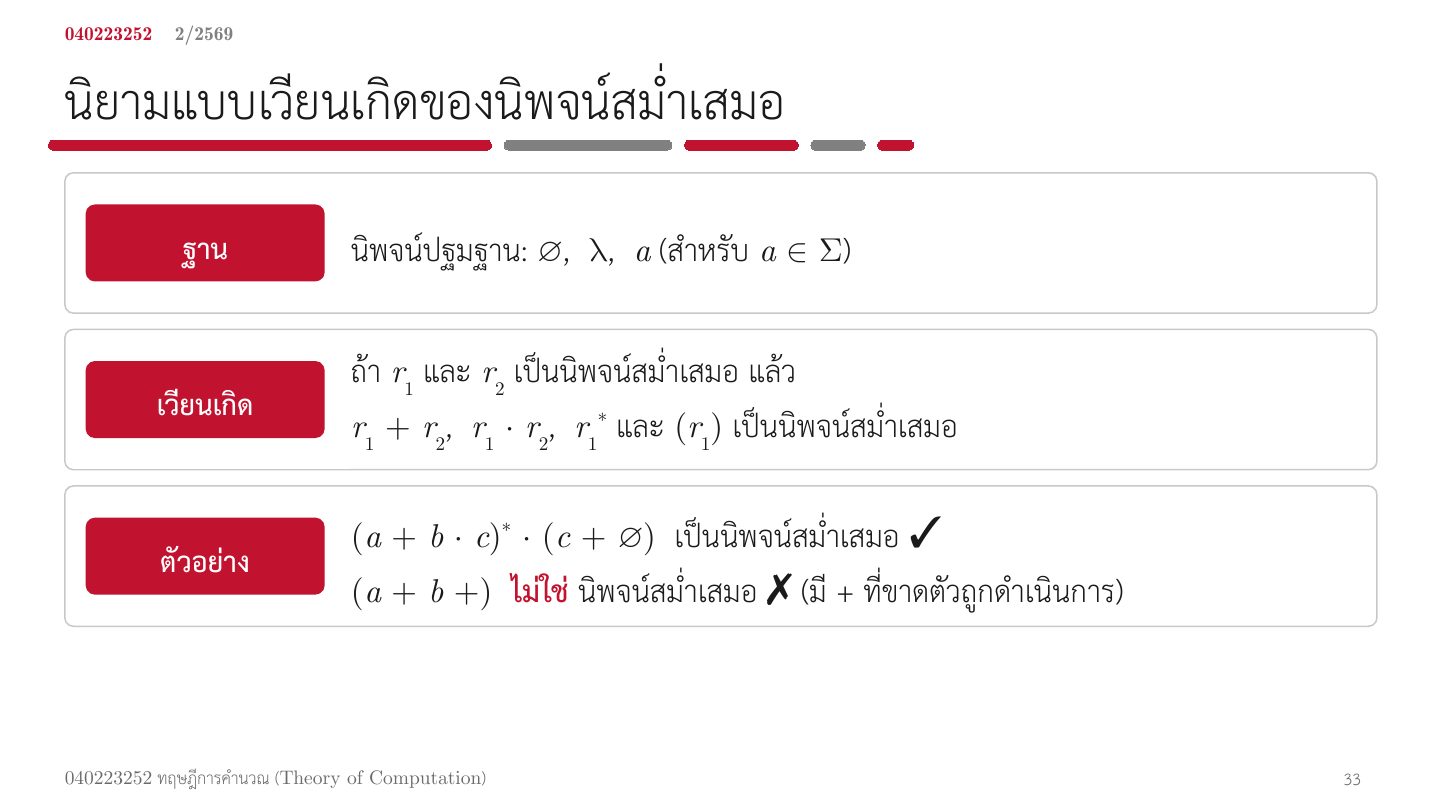 040223252 2/2569
นิยามแบบเวียนเกิดของนิพจน์สม่ำเสมอ
ฐาน
นิพจน์ปฐมฐาน: ∅, λ, a (สำหรับ a ∈ Σ)
เวียนเกิด
ถ้า r₁ และ r₂ เป็นนิพจน์สม่ำเสมอ แล้ว
r₁ + r₂, r₁ · r₂, r₁* และ (r₁) เป็นนิพจน์สม่ำเสมอ
ตัวอย่าง
(a + b · c)* · (c + ∅) เป็นนิพจน์สม่ำเสมอ ✓
(a + b +) ไม่ใช่ นิพจน์สม่ำเสมอ ✗ (มี + ที่ขาดตัวถูกดำเนินการ)
040223252 ทฤษฎีการคำนวณ (Theory of Computation)
33